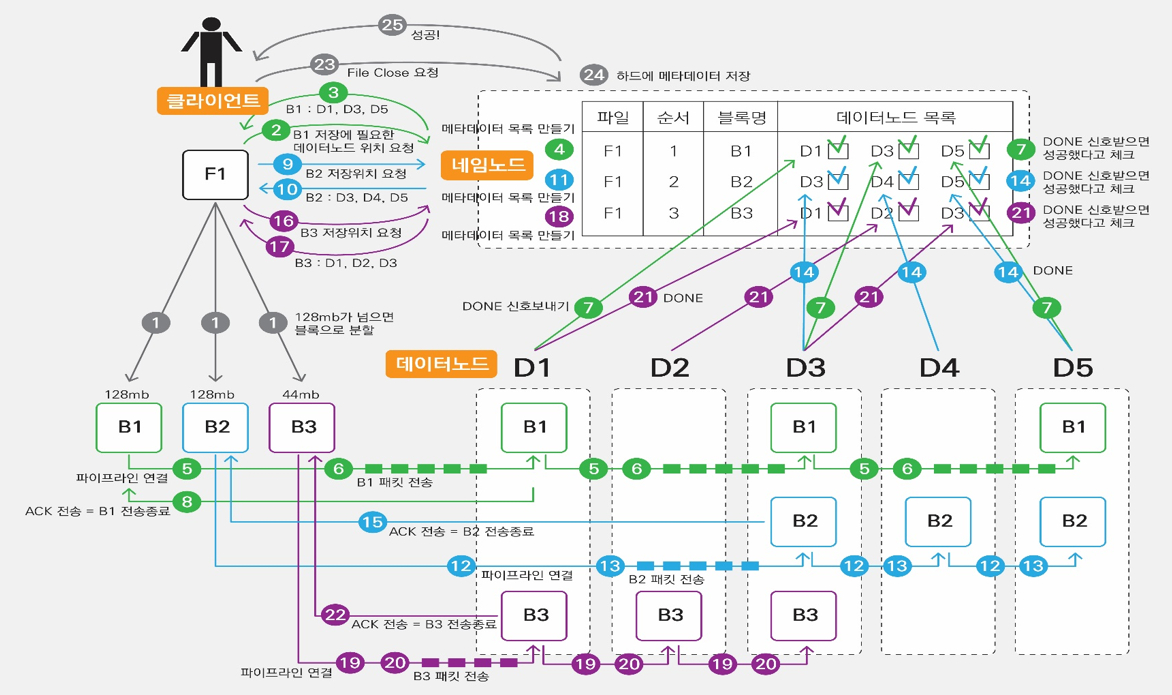 25
성공!
23
File Close 요청
24
하드에 메타데이터 저장
클라이언트
3
B1 : D1, D3, D5
2
B1 저장에 필요한
데이터노드 위치 요청
F1
9
B2 저장위치 요청
10
B2 : D3, D4, D5
16
B3 저장위치 요청
17
B3 : D1, D2, D3
네임노드
메타데이터 목록 만들기
4
11
메타데이터 목록 만들기
18
메타데이터 목록 만들기
파일 순서 블록명 데이터노드 목록
F1 1 B1 D1 D3 D5
F1 2 B2 D3 D4 D5
F1 3 B3 D1 D2 D3
7
DONE 신호받으면
성공했다고 체크
14
DONE 신호받으면
성공했다고 체크
21
DONE 신호받으면
성공했다고 체크
1
1
1
128mb가 넘으면
블록으로 분할
DONE 신호보내기
7
21
DONE
21
14
7
21
14
14
DONE
7
데이터노드
D1 D2 D3 D4 D5
128mb 128mb 44mb
B1 B2 B3
B1 B1 B1
파이프라인 연결
5
6
B1 패킷 전송
5
6
5
6
8
ACK 전송 = B1 전송종료
15
ACK 전송 = B2 전송종료
B2 B2 B2
12
파이프라인 연결
13
B2 패킷 전송
12
13
12
13
22
ACK 전송 = B3 전송종료
B3 B3 B3
파이프라인 연결
19
20
B3 패킷 전송
19
20
19
20